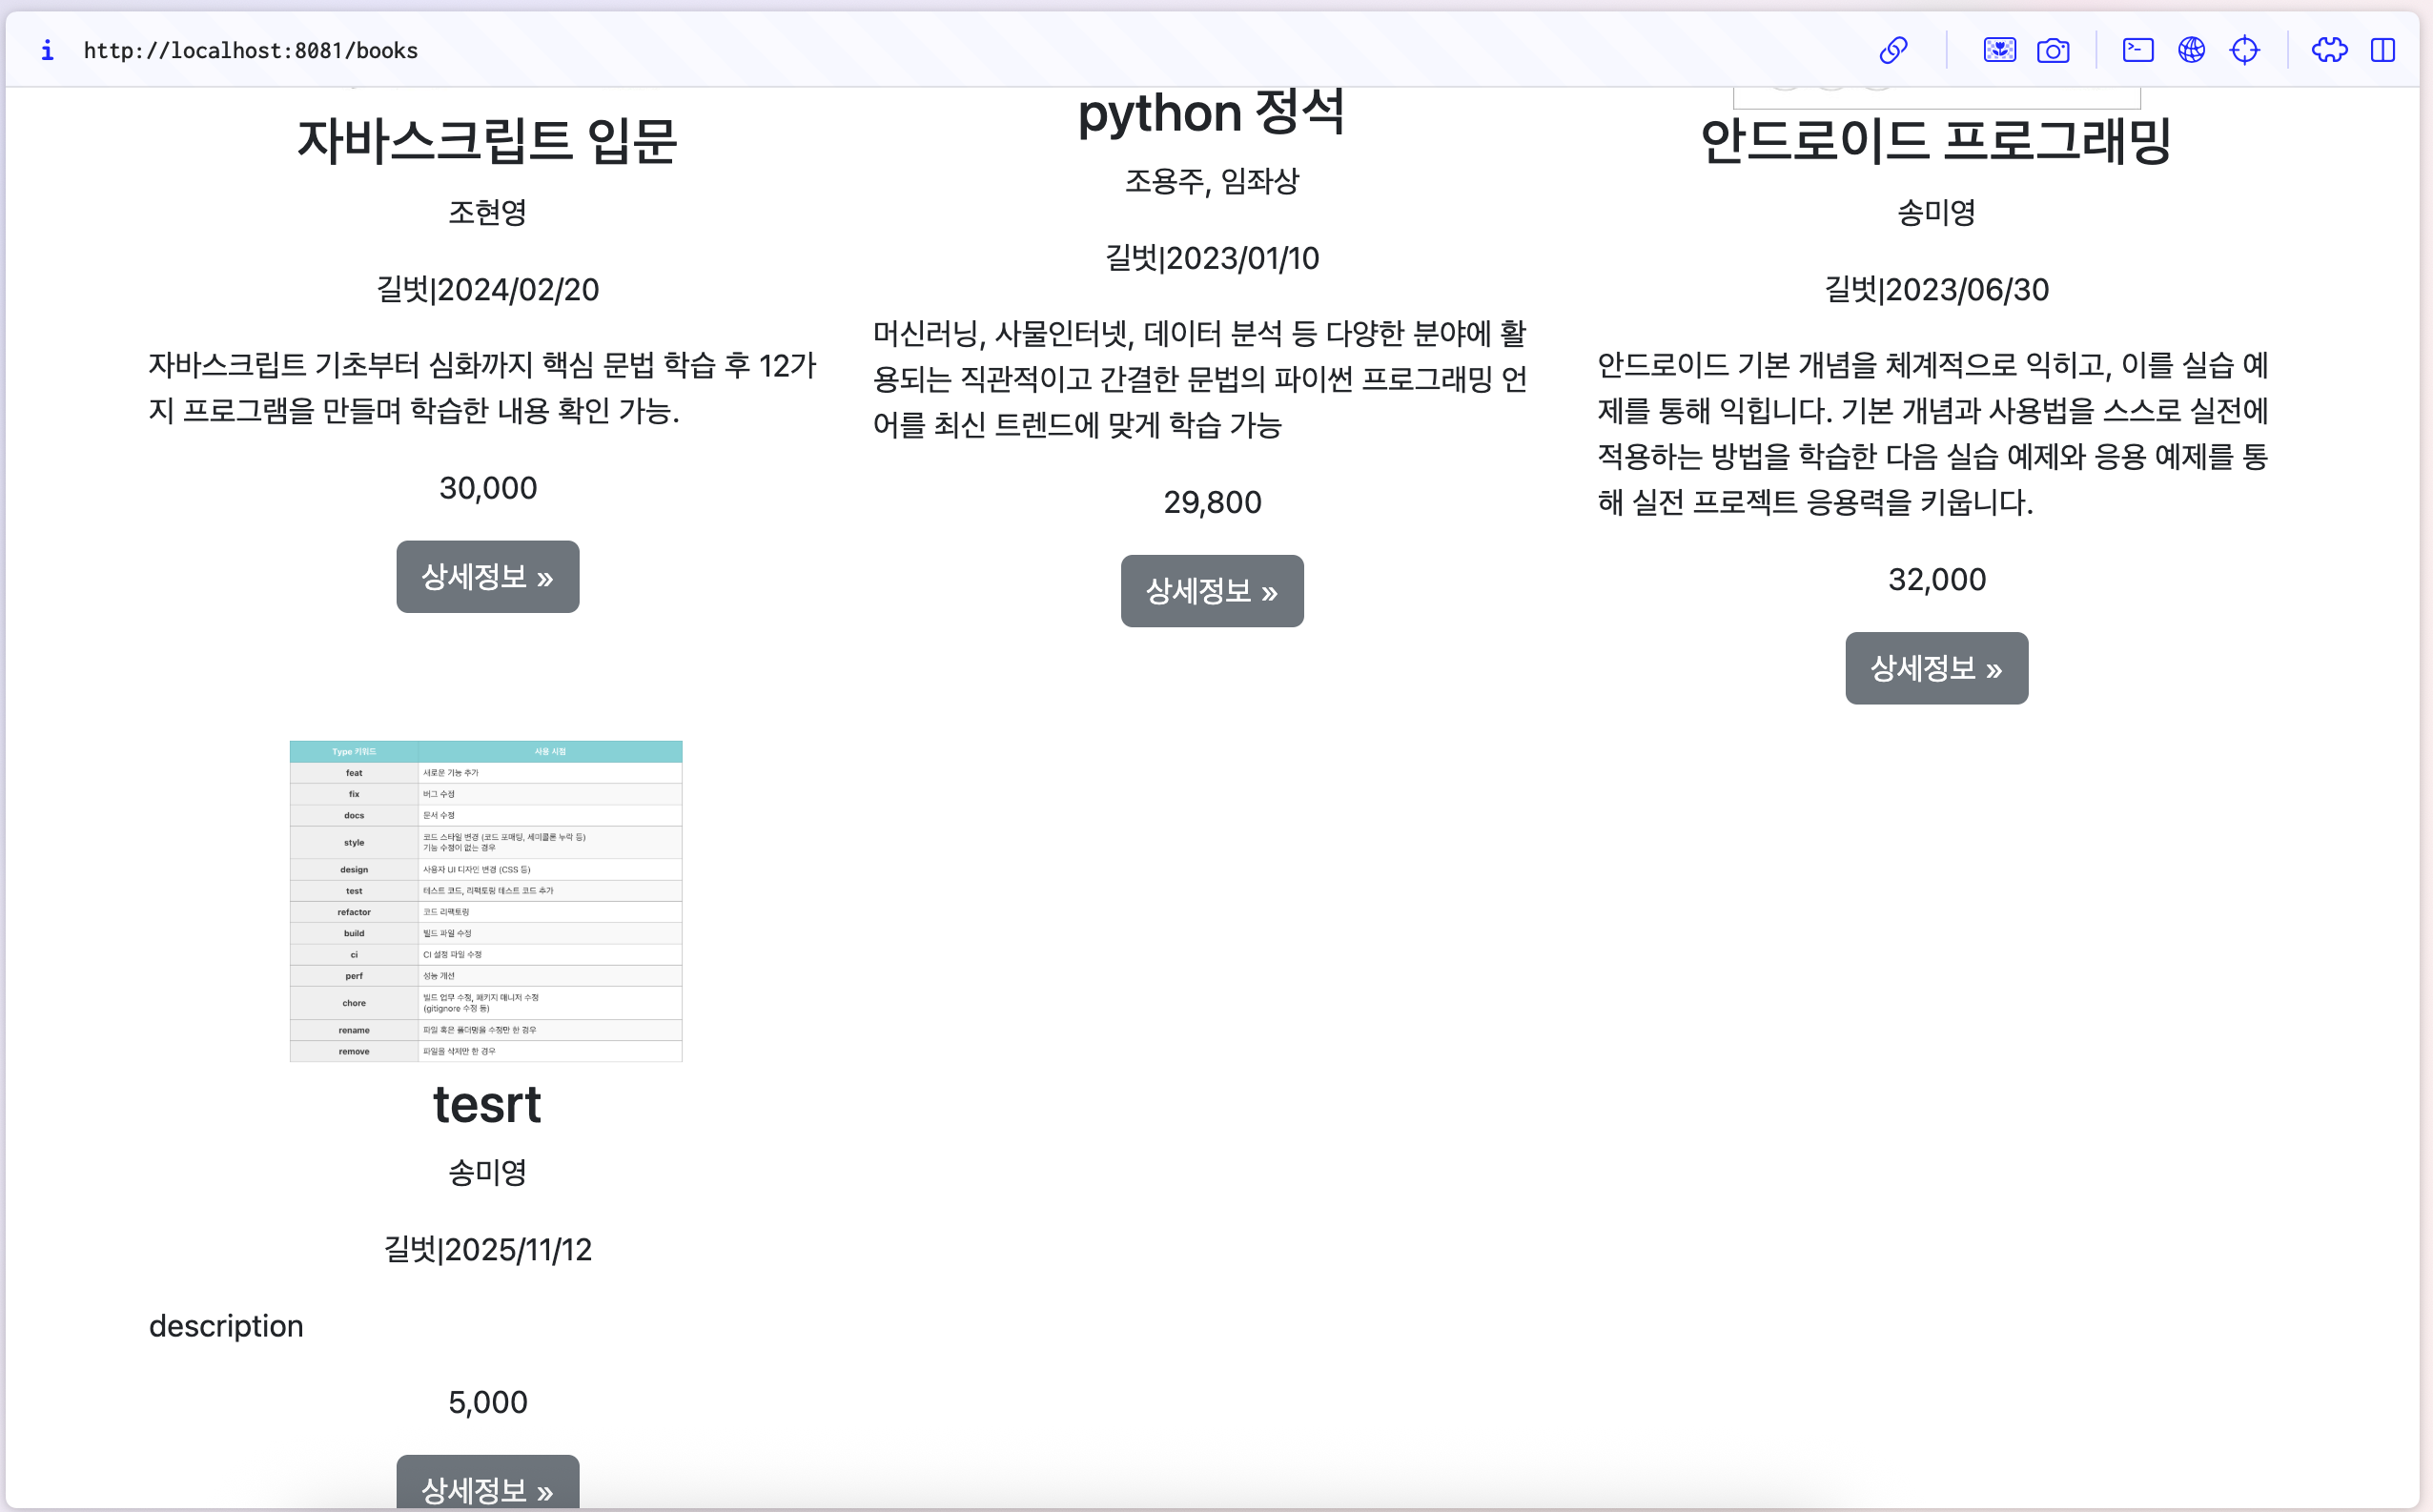 http://localhost:8081/books
자바스크립트 입문
조현영
길벗|2024/02/20
자바스크립트 기초부터 심화까지 핵심 문법 학습 후 12가
지 프로그램을 만들며 학습한 내용 확인 가능.
30,000
상세정보 »
python 정석
조용주, 임좌상
길벗|2023/01/10
머신러닝, 사물인터넷, 데이터 분석 등 다양한 분야에 활
용되는 직관적이고 간결한 문법의 파이썬 프로그래밍 언
어를 최신 트렌드에 맞게 학습 가능
29,800
상세정보 »
안드로이드 프로그래밍
송미영
길벗|2023/06/30
안드로이드 기본 개념을 체계적으로 익히고, 이를 실습 예
제를 통해 익힙니다. 기본 개념과 사용법을 스스로 실전에
적용하는 방법을 학습한 다음 실습 예제와 응용 예제를 통
해 실전 프로젝트 응용력을 키웁니다.
32,000
상세정보 »
Type 키워드 사용 시점
feat 새로운 기능 추가
fix 버그 수정
docs 문서 수정
style 코드 스타일 변경 (코드 포매팅, 세미콜론 누락 등)
기능 수정이 없는 경우
design 사용자 UI 디자인 변경 (CSS 등)
test 테스트 코드, 리팩토링 테스트 코드 추가
refactor 코드 리팩토링
build 빌드 파일 수정
ci CI 설정 파일 수정
perf 성능 개선
chore 빌드 업무 수정, 패키지 매니저 수정
(gitignore 수정 등)
rename 파일 혹은 폴더명을 수정만 한 경우
remove 파일을 삭제만 한 경우
tesrt
송미영
길벗|2025/11/12
description
5,000
상세정보 »